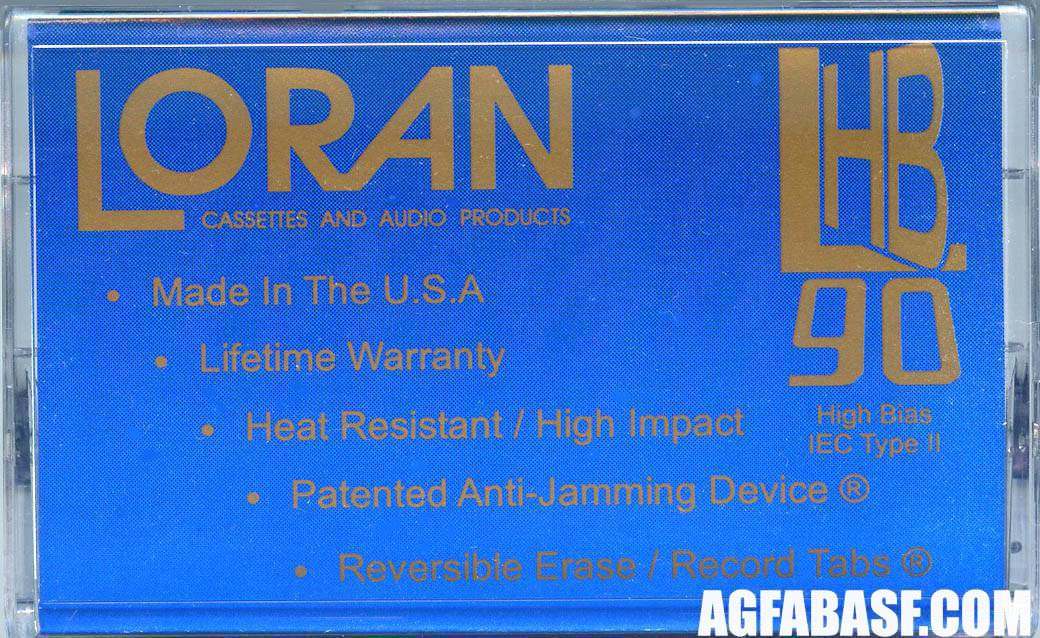 LORAN
CASSETTES AND AUDIO PRODUCTS
LHB
90
High Bias
IEC Type II
• Made In The U.S.A
• Lifetime Warranty
• Heat Resistant / High Impact
• Patented Anti-Jamming Device ®
• Reversible Erase / Record Tabs ®
AGFABASF.COM